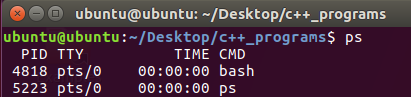 ubuntu@ubuntu: ~/Desktop/c++_programs
ubuntu@ubuntu:~/Desktop/c++_programs$ ps
  PID TTY          TIME CMD
 4818 pts/0    00:00:00 bash
 5223 pts/0    00:00:00 ps